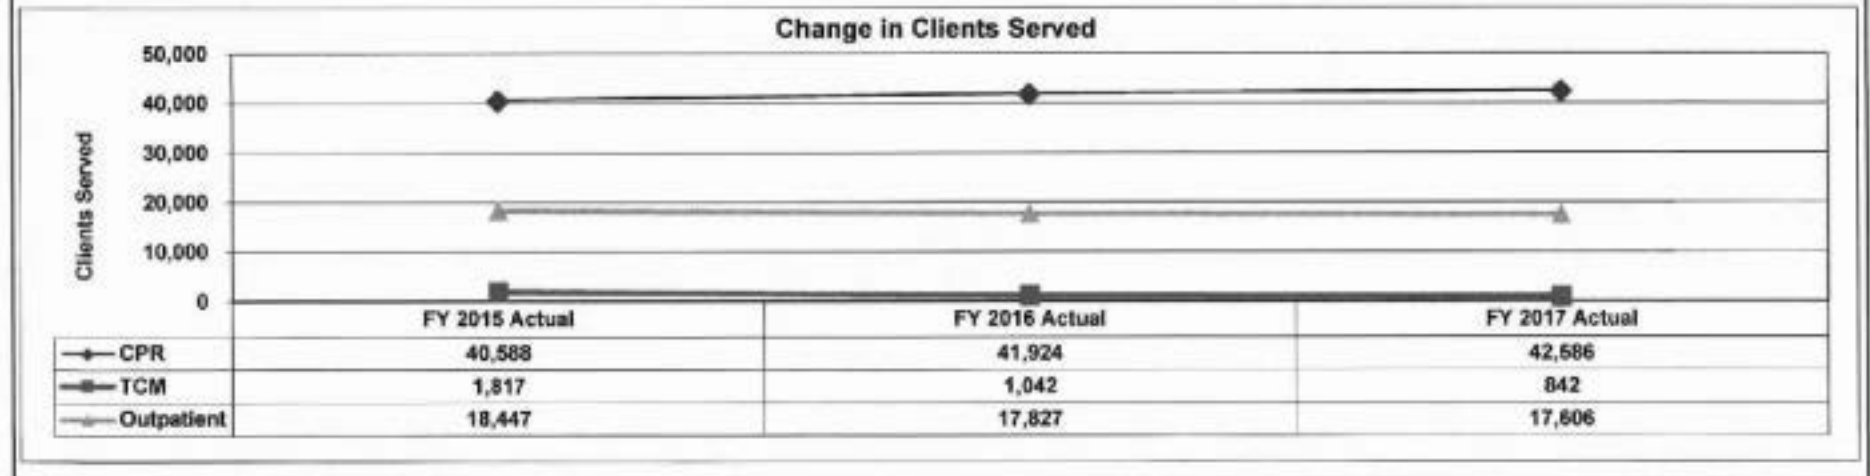 Change in Clients Served
50,000
40,000
30,000
20,000
10,000
0
Clients Served
FY 2015 Actual FY 2016 Actual FY 2017 Actual
CPR 40,588 41,924 42,586
TCM 1,817 1,042 842
Outpatient 18,447 17,827 17,606